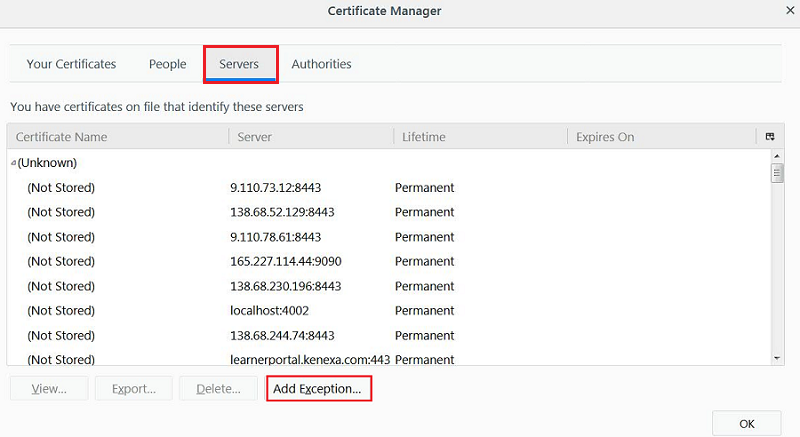 Certificate Manager
Your Certificates People Servers Authorities
You have certificates on file that identify these servers
Certificate Name Server Lifetime Expires On
(Unknown)
(Not Stored) 9.110.73.12:8443 Permanent
(Not Stored) 138.68.52.129:8443 Permanent
(Not Stored) 9.110.78.61:8443 Permanent
(Not Stored) 165.227.114.44:9090 Permanent
(Not Stored) 138.68.230.196:8443 Permanent
(Not Stored) localhost:4002 Permanent
(Not Stored) 138.68.244.74:8443 Permanent
(Not Stored) learnerportal.kenexa.com:443 Permanent
View... Export... Delete... Add Exception...
OK